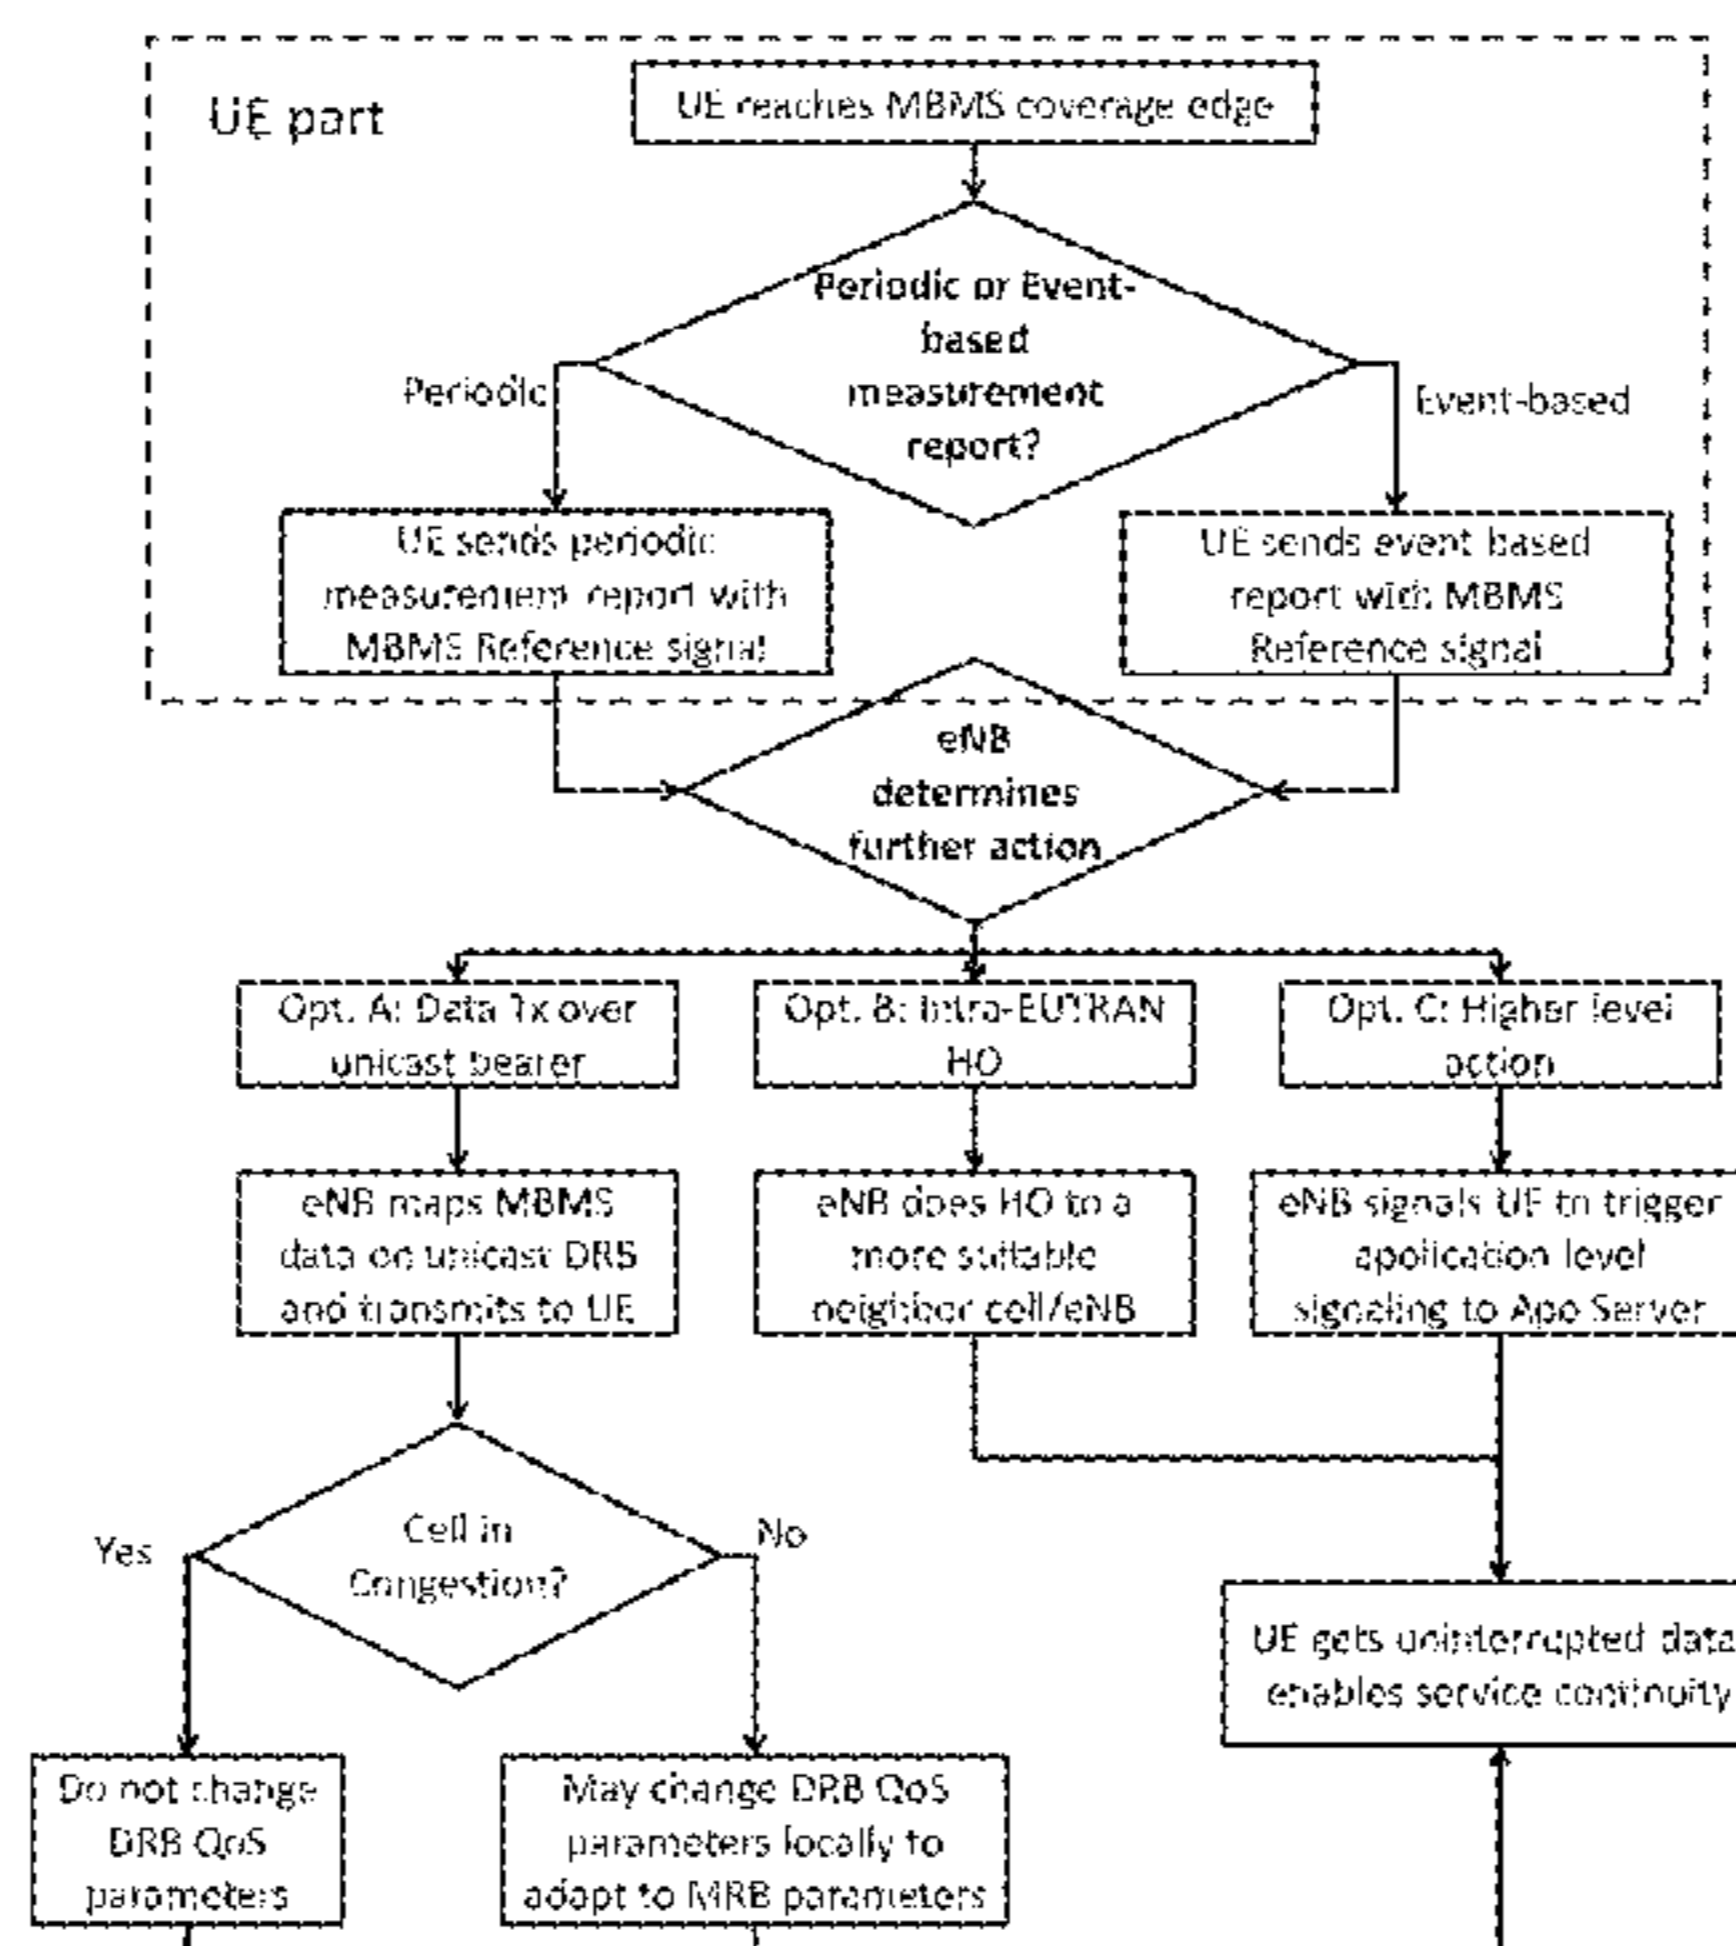 UE part
UE reaches MBMS coverage edge
Periodic or Event-
based
measurement
report?
Periodic
Event-based
UE sends periodic
measurement report with
MBMS Reference signal
UE sends event based
report with MBMS
Reference signal
eNB
determines
further action
Opt. A: Data Tx over
unicast bearer
Opt. B: Intra-EUTRAN
HO
Opt. C: Higher level
action
eNB maps MBMS
data on unicast DRB
and transmits to UE
eNB does HO to a
more suitable
neighbor cell/eNB
eNB signals UE to trigger
application level
signaling to App Server
Cell in
Congestion?
Yes
No
UE gets uninterrupted data
enables service continuity
Do not change
DRB QoS
parameters
May change DRB QoS
parameters locally to
adapt to MRB parameters